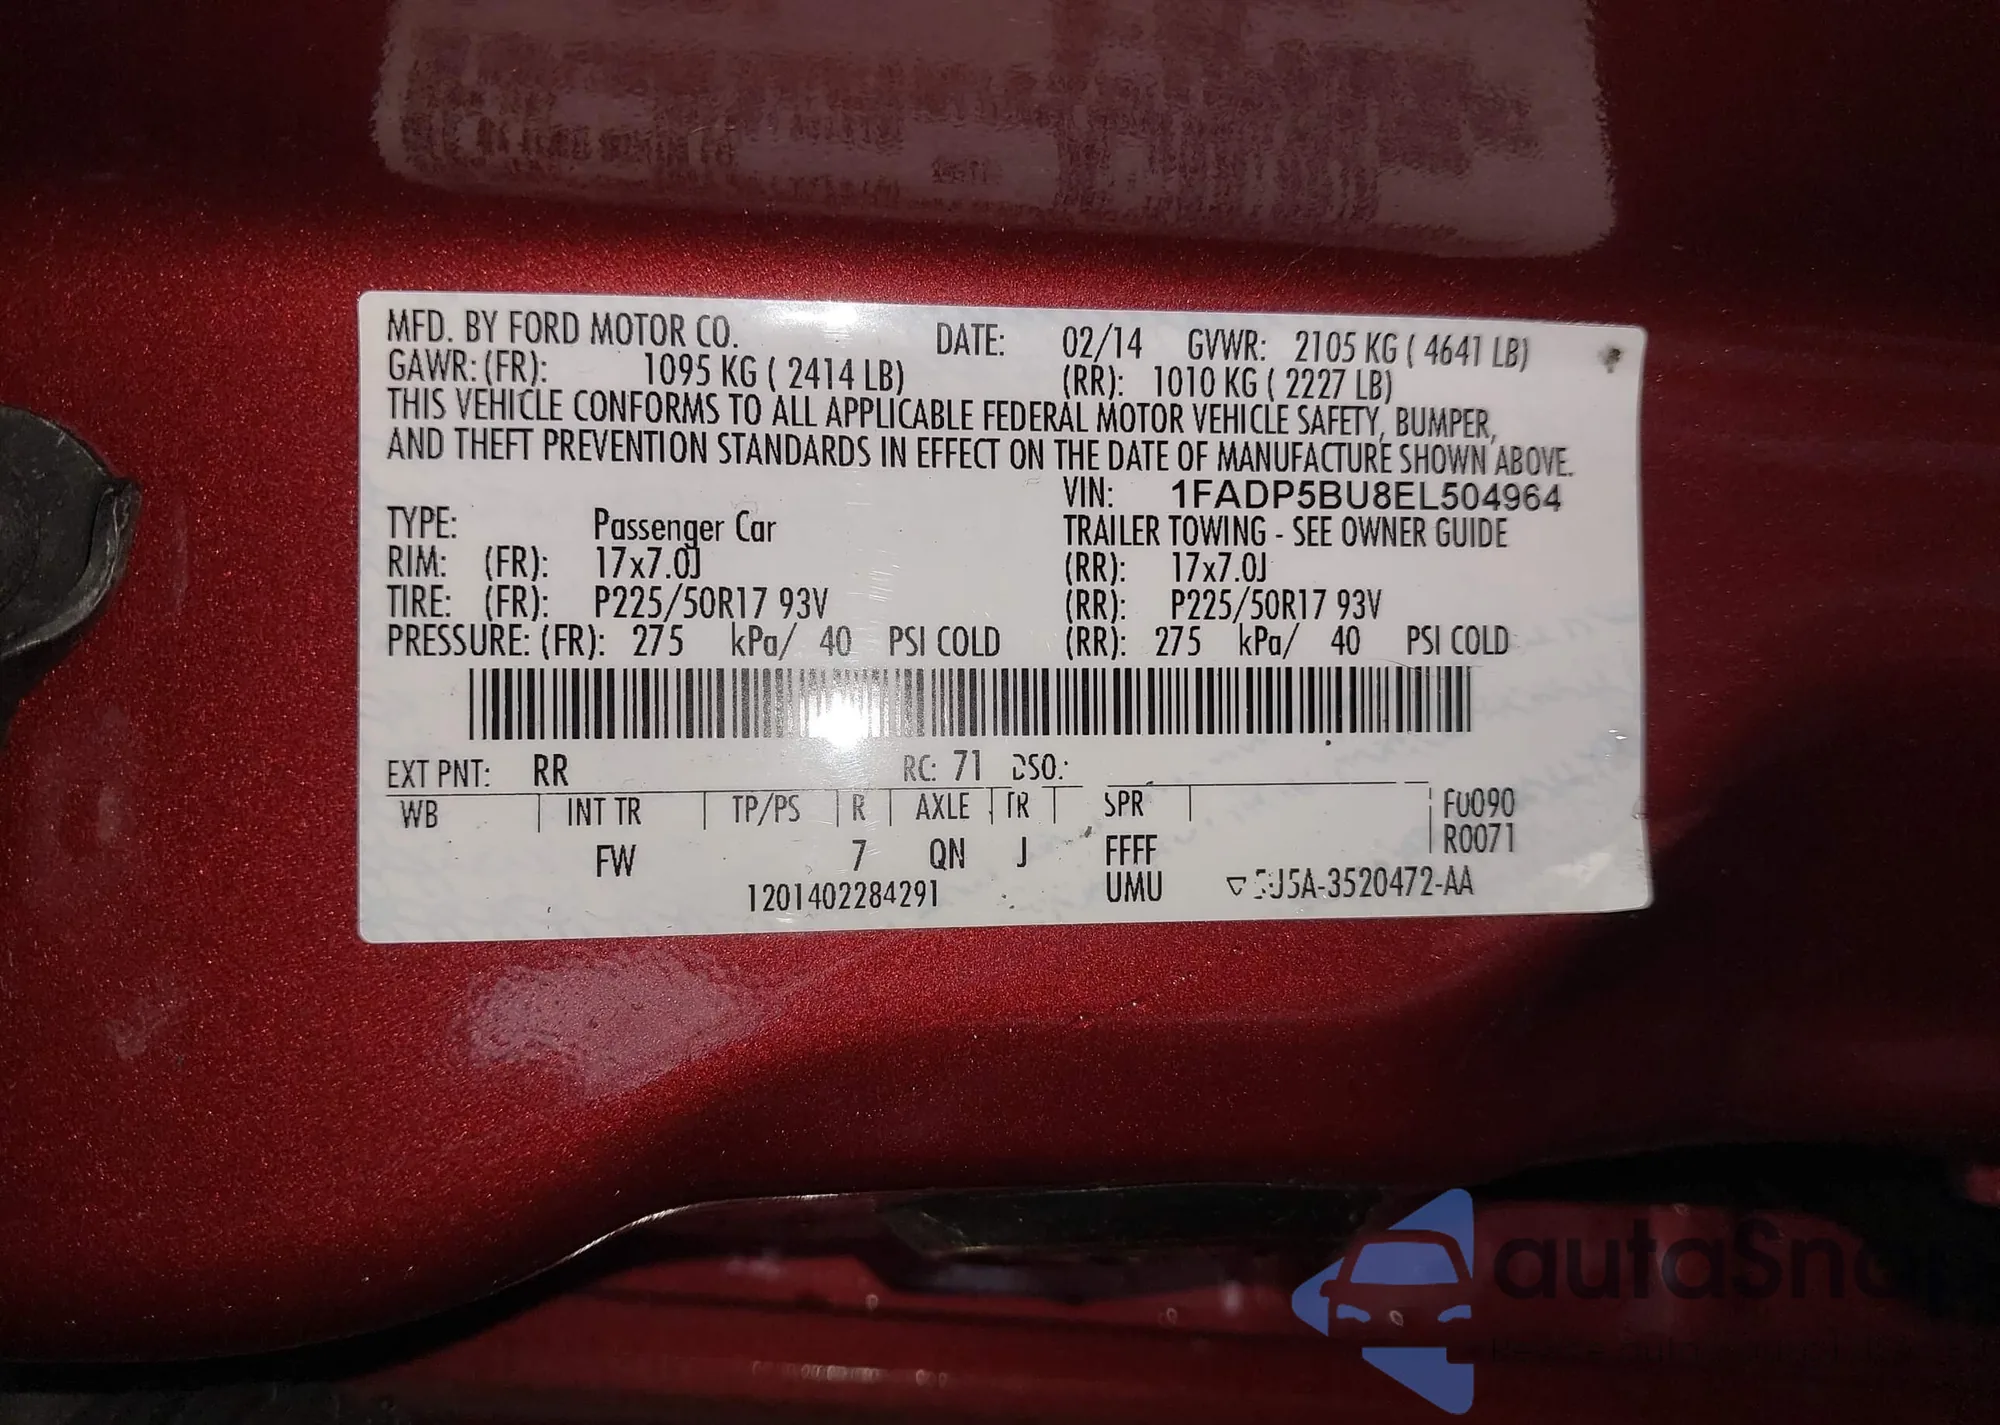 MFD. BY FORD MOTOR CO. DATE: 02/14 GVWR: 2105 KG ( 4641 LB)
GAWR: (FR): 1095 KG ( 2414 LB) (RR): 1010 KG ( 2227 LB)
THIS VEHICLE CONFORMS TO ALL APPLICABLE FEDERAL MOTOR VEHICLE SAFETY, BUMPER,
AND THEFT PREVENTION STANDARDS IN EFFECT ON THE DATE OF MANUFACTURE SHOWN ABOVE.
VIN: 1FADP5BU8EL504964
TYPE: Passenger Car TRAILER TOWING - SEE OWNER GUIDE
RIM: (FR): 17x7.0J (RR): 17x7.0J
TIRE: (FR): P225/50R17 93V (RR): P225/50R17 93V
PRESSURE: (FR): 275 kPa/ 40 PSI COLD (RR): 275 kPa/ 40 PSI COLD
EXT PNT: RR RC: 71 DSO:
WB INT TR TP/PS R AXLE TR SPR F0090
R0071
FW 7 QN J FFFF
1201402284291 UMU
autaSna